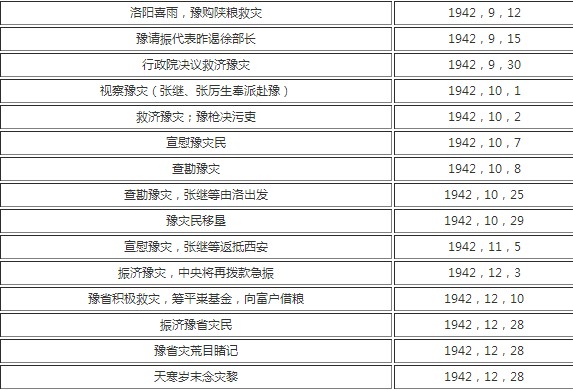 洛阳喜雨，豫购陕粮救灾 1942，9，12
豫请振代表昨谒徐部长 1942，9，15
行政院决议救济豫灾 1942，9，30
视察豫灾（张继、张厉生奉派赴豫） 1942，10，1
救济豫灾；豫枪决污吏 1942，10，2
宣慰豫灾民 1942，10，7
查勘豫灾 1942，10，8
查勘豫灾，张继等由洛出发 1942，10，25
豫灾民移垦 1942，10，29
宣慰豫灾，张继等返抵西安 1942，11，5
振济豫灾，中央将再拨款急振 1942，12，3
豫省积极救灾，筹平粜基金，向富户借粮 1942，12，10
振济豫省灾民 1942，12，28
豫省灾荒目睹记 1942，12，28
天寒岁末念灾黎 1942，12，28